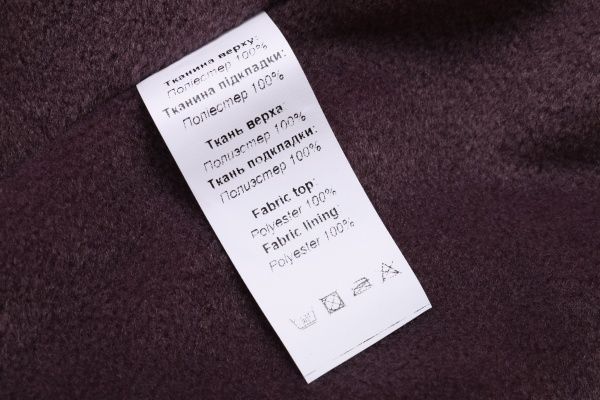 Тканина верху:
Поліестер 100%
Тканина підкладки:
Поліестер 100%
Ткань верха:
Полиэстер 100%
Ткань подкладки:
Полиэстер 100%
Fabric top:
Polyester 100%
Fabric lining:
Polyester 100%